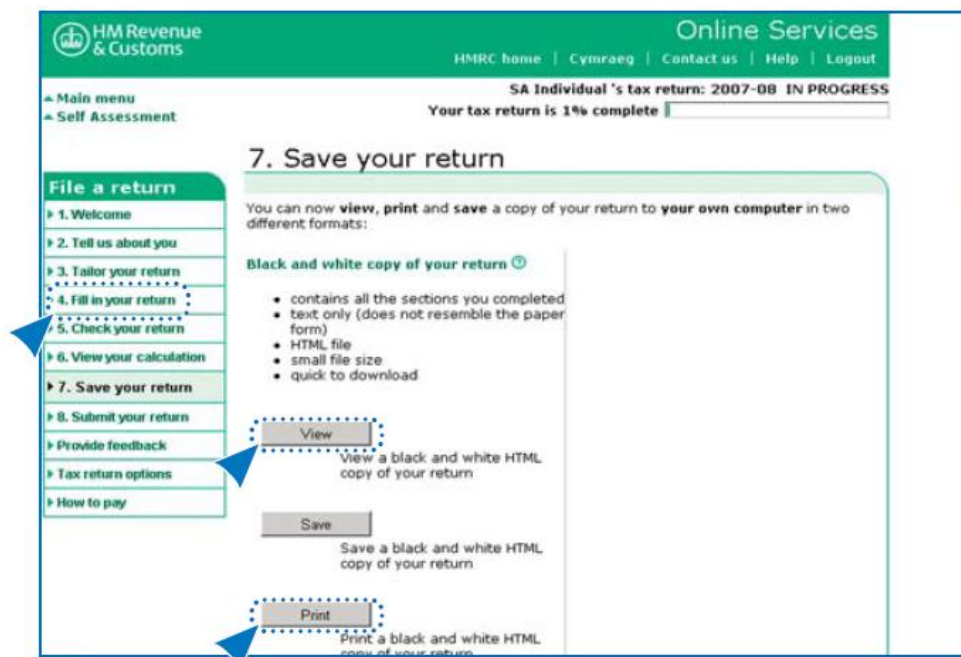 HM Revenue
& Customs
Online Services
HMRC home | Cymraeg | Contact us | Help | Logout
Main menu
Self Assessment
SA Individual 's tax return: 2007-08 IN PROGRESS
Your tax return is 1% complete
7. Save your return
File a return
1. Welcome
2. Tell us about you
3. Tailor your return
4. Fill in your return
5. Check your return
6. View your calculation
7. Save your return
8. Submit your return
Provide feedback
Tax return options
How to pay
You can now view, print and save a copy of your return to your own computer in two
different formats:
Black and white copy of your return
• contains all the sections you completed
• text only (does not resemble the paper
form)
• HTML file
• small file size
• quick to download
View
View a black and white HTML
copy of your return
Save
Save a black and white HTML
copy of your return
Print
Print a black and white HTML
copy of your return